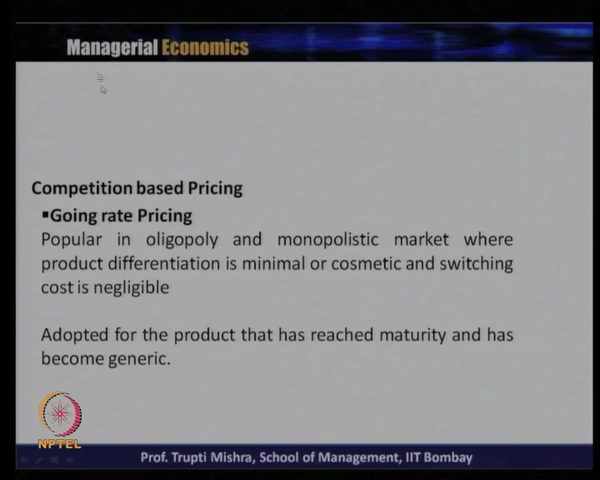 Managerial Economics
Competition based Pricing
▪Going rate Pricing
Popular in oligopoly and monopolistic market where
product differentiation is minimal or cosmetic and switching
cost is negligible
Adopted for the product that has reached maturity and has
become generic.
NPTEL
Prof. Trupti Mishra, School of Management, IIT Bombay